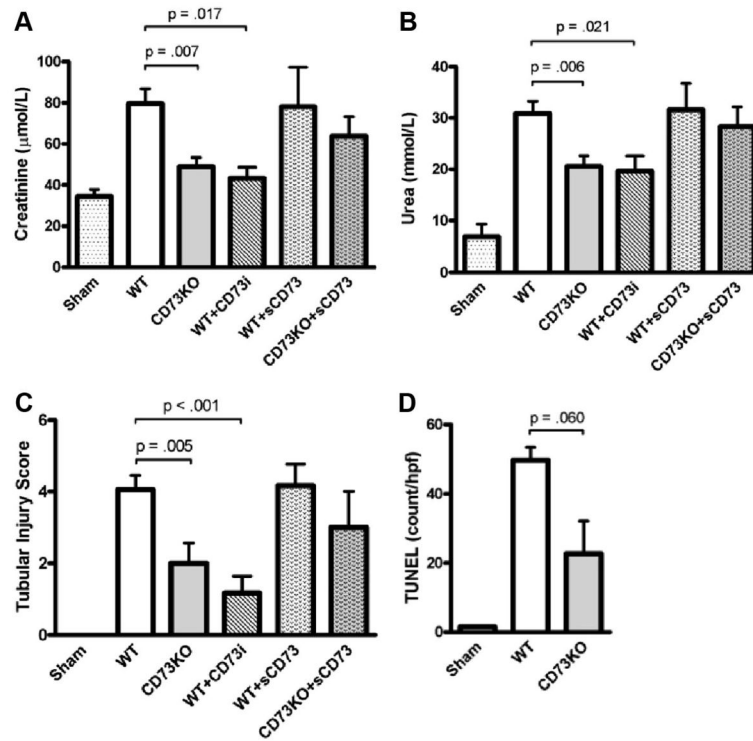 A
p = .017
p = .007
Creatinine (μmol/L)
100
80
60
40
20
0
Sham
WT
CD73KO
WT+CD73i
WT+sCD73
CD73KO+sCD73
B
p = .021
p = .006
Urea (mmol/L)
40
30
20
10
0
Sham
WT
CD73KO
WT+CD73i
WT+sCD73
CD73KO+sCD73
C
p < .001
p = .005
Tubular Injury Score
6
4
2
0
Sham
WT
CD73KO
WT+CD73i
WT+sCD73
CD73KO+sCD73
D
p = .060
TUNEL (count/hpf)
60
40
20
0
Sham
WT
CD73KO